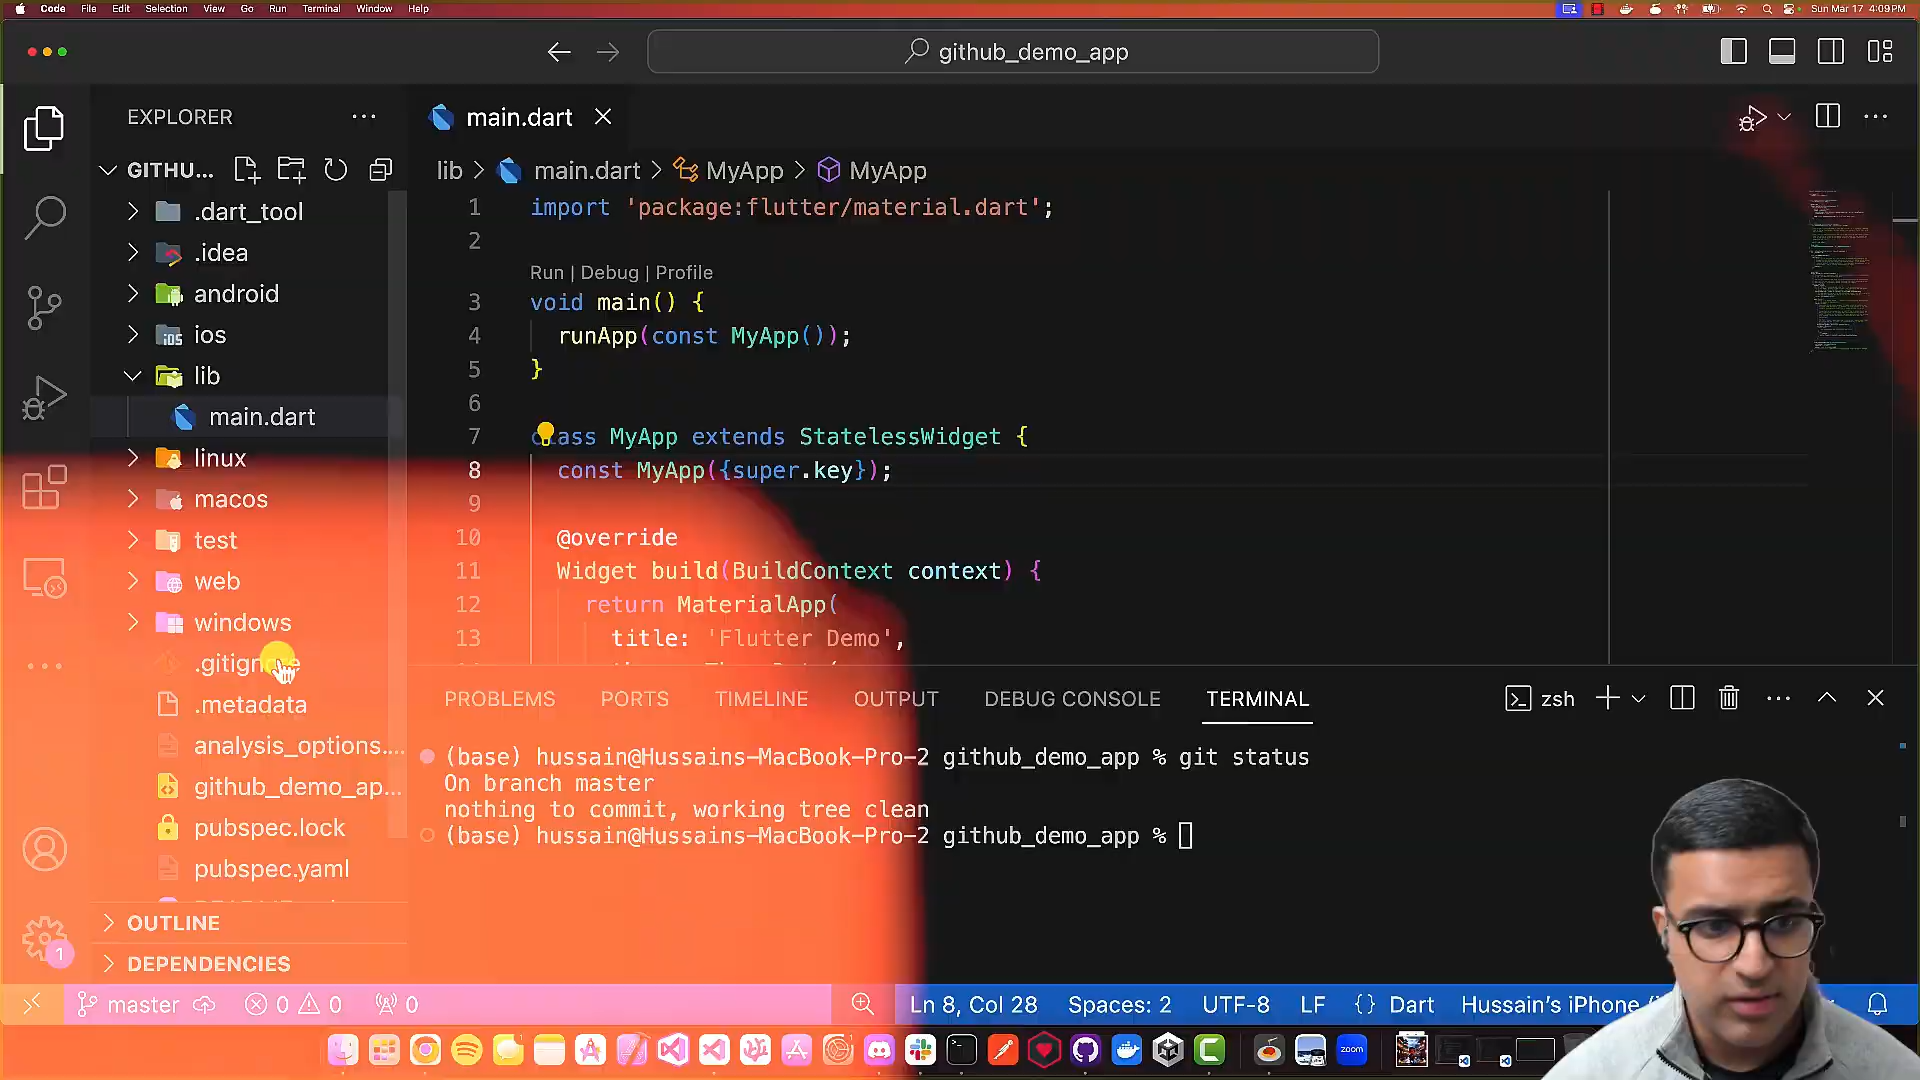 Code File Edit Selection View Go Run Terminal Window Help
Sun Mar 17 4:09PM
github_demo_app
EXPLORER
GITHU...
.dart_tool
.idea
android
ios
lib
main.dart
linux
macos
test
web
windows
.gitignore
.metadata
analysis_options....
github_demo_ap...
pubspec.lock
pubspec.yaml
OUTLINE
DEPENDENCIES
1
main.dart
lib > main.dart > MyApp > MyApp
1 import 'package:flutter/material.dart';
2
Run | Debug | Profile
3 void main() {
4 runApp(const MyApp());
5 }
6
7 class MyApp extends StatelessWidget {
8 const MyApp({super.key});
9
10 @override
11 Widget build(BuildContext context) {
12 return MaterialApp(
13 title: 'Flutter Demo',
PROBLEMS PORTS TIMELINE OUTPUT DEBUG CONSOLE TERMINAL
zsh
(base) hussain@Hussains-MacBook-Pro-2 github_demo_app % git status
On branch master
nothing to commit, working tree clean
(base) hussain@Hussains-MacBook-Pro-2 github_demo_app %
master 0 0 0
Ln 8, Col 28 Spaces: 2 UTF-8 LF {} Dart Hussain's iPhone
zoom